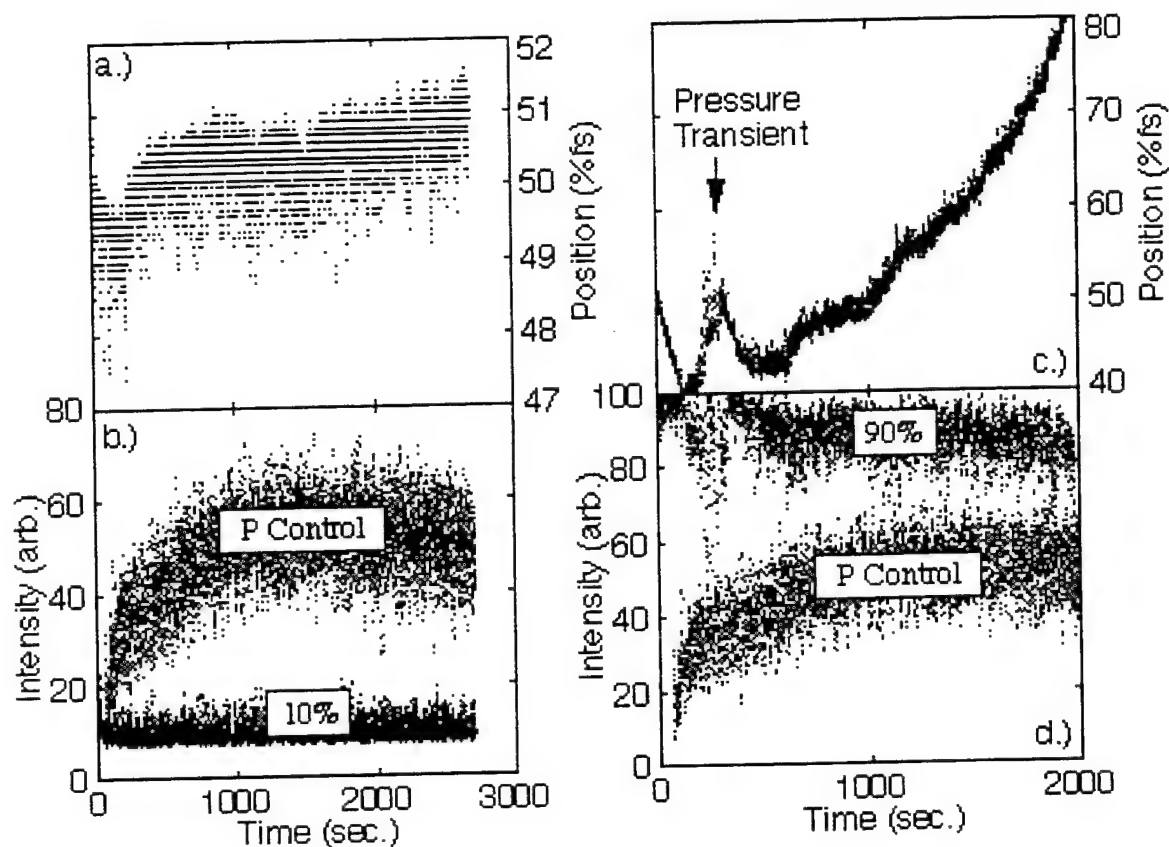 a.)
52
51
50
49
48
47
Position (%fs)
Pressure
Transient
80
70
60
50
40
Position (%fs)
c.)
80
60
40
20
0
Intensity (arb.)
b.)
P Control
10%
0
1000
2000
3000
Time (sec.)
100
80
60
40
20
0
Intensity (arb.)
90%
P Control
d.)
0
1000
2000
Time (sec.)